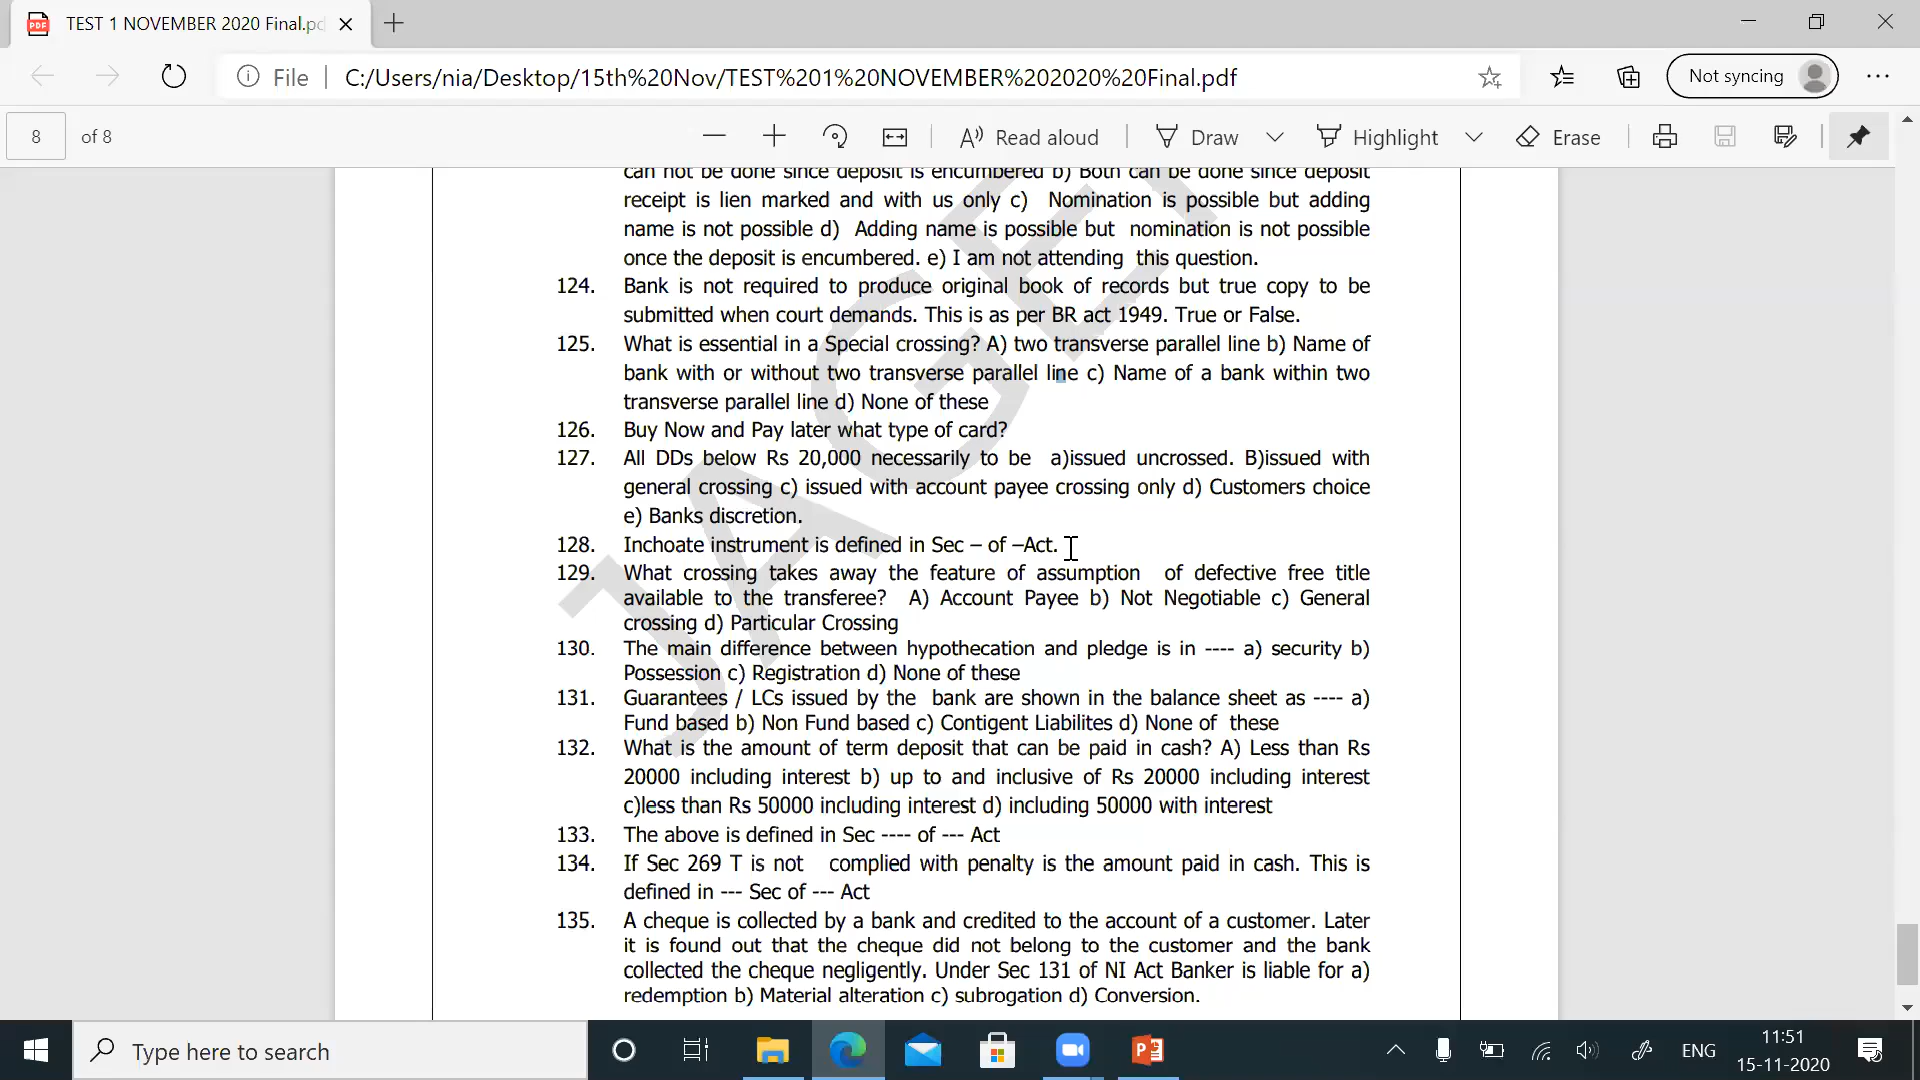 TEST 1 NOVEMBER 2020 Final.pd
File
C:/Users/nia/Desktop/15th%20Nov/TEST%201%20NOVEMBER%202020%20Final.pdf
Not syncing
8 of 8
Read aloud
Draw
Highlight
Erase
can not be done since deposit is encumbered b) Both can be done since deposit
receipt is lien marked and with us only c) Nomination is possible but adding
name is not possible d) Adding name is possible but nomination is not possible
once the deposit is encumbered. e) I am not attending this question.
124. Bank is not required to produce original book of records but true copy to be
submitted when court demands. This is as per BR act 1949. True or False.
125. What is essential in a Special crossing? A) two transverse parallel line b) Name of
bank with or without two transverse parallel line c) Name of a bank within two
transverse parallel line d) None of these
126. Buy Now and Pay later what type of card?
127. All DDs below Rs 20,000 necessarily to be a)issued uncrossed. B)issued with
general crossing c) issued with account payee crossing only d) Customers choice
e) Banks discretion.
128. Inchoate instrument is defined in Sec – of –Act.
129. What crossing takes away the feature of assumption of defective free title
available to the transferee? A) Account Payee b) Not Negotiable c) General
crossing d) Particular Crossing
130. The main difference between hypothecation and pledge is in ---- a) security b)
Possession c) Registration d) None of these
131. Guarantees / LCs issued by the bank are shown in the balance sheet as ---- a)
Fund based b) Non Fund based c) Contigent Liabilites d) None of these
132. What is the amount of term deposit that can be paid in cash? A) Less than Rs
20000 including interest b) up to and inclusive of Rs 20000 including interest
c)less than Rs 50000 including interest d) including 50000 with interest
133. The above is defined in Sec ---- of --- Act
134. If Sec 269 T is not complied with penalty is the amount paid in cash. This is
defined in --- Sec of --- Act
135. A cheque is collected by a bank and credited to the account of a customer. Later
it is found out that the cheque did not belong to the customer and the bank
collected the cheque negligently. Under Sec 131 of NI Act Banker is liable for a)
redemption b) Material alteration c) subrogation d) Conversion.
Type here to search
ENG
11:51
15-11-2020